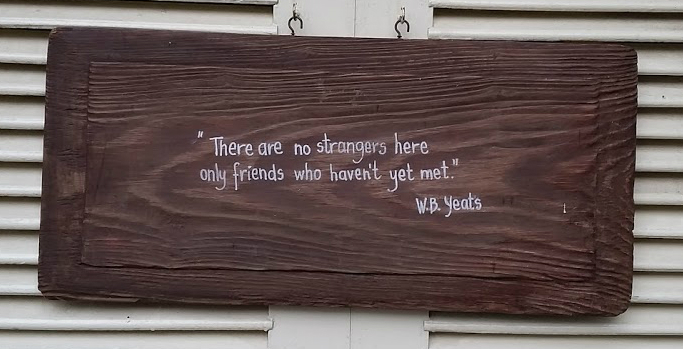 "There are no strangers here
only friends who haven't yet met."
W.B. Yeats